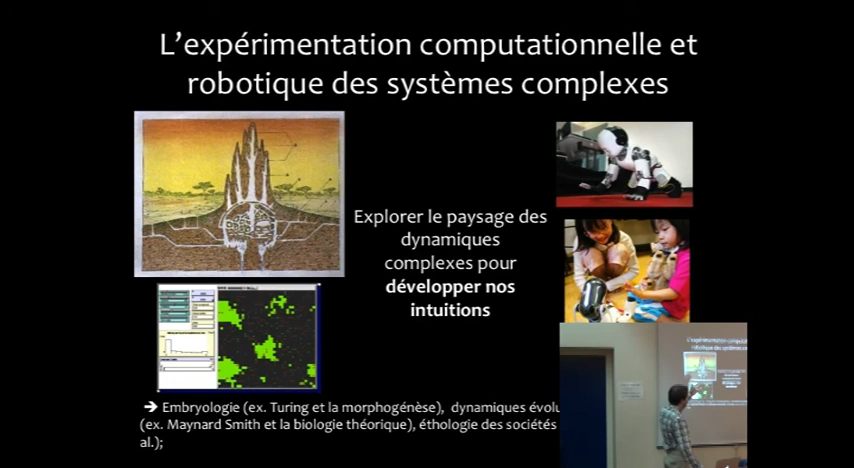 L'expérimentation computationnelle et
robotique des systèmes complexes
Explorer le paysage des
dynamiques
complexes pour
développer nos
intuitions
➔ Embryologie (ex. Turing et la morphogénèse), dynamiques évolu
(ex. Maynard Smith et la biologie théorique), éthologie des sociétés
al.);